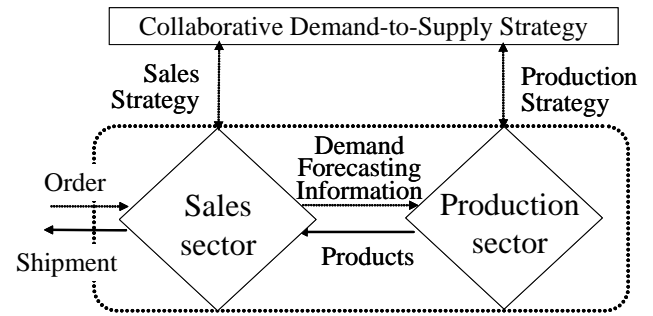 Collaborative Demand-to-Supply Strategy
Sales
Strategy
Production
Strategy
Demand
Forecasting
Information
Order
Sales
sector
Production
sector
Shipment
Products